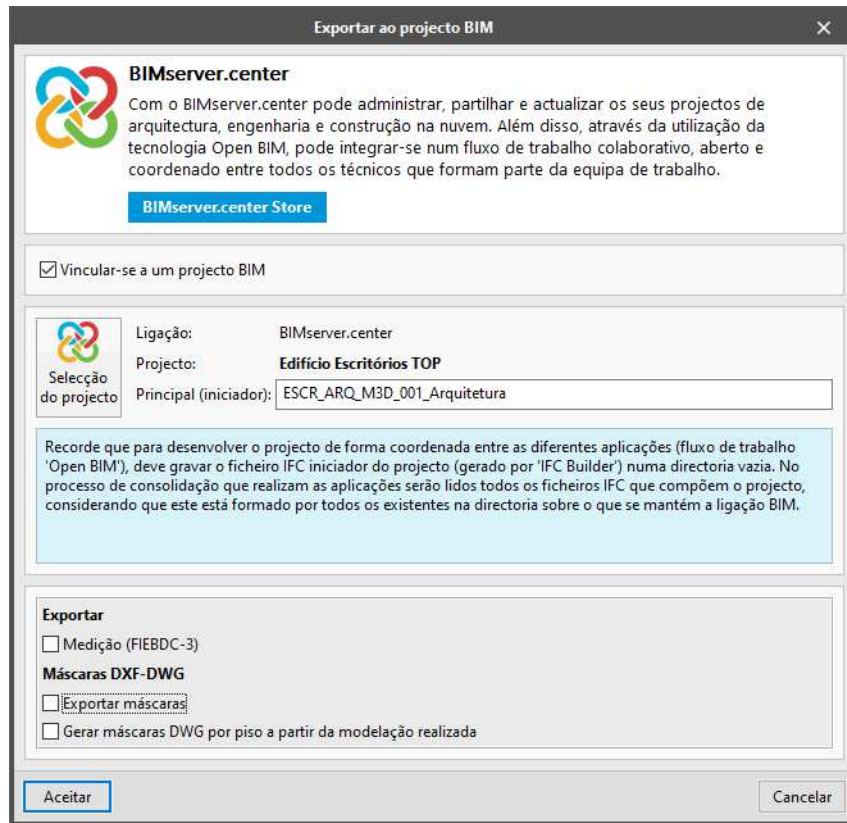 Exportar ao projecto BIM
BIMserver.center
Com o BIMserver.center pode administrar, partilhar e actualizar os seus projectos de
arquitectura, engenharia e construção na nuvem. Além disso, através da utilização da
tecnologia Open BIM, pode integrar-se num fluxo de trabalho colaborativo, aberto e
coordenado entre todos os técnicos que formam parte da equipa de trabalho.
BIMserver.center Store
Vincular-se a um projecto BIM
Selecção
do projecto
Ligação: BIMserver.center
Projecto: Edifício Escritórios TOP
Principal (iniciador): ESCR_ARQ_M3D_001_Arquitetura
Recorde que para desenvolver o projecto de forma coordenada entre as diferentes aplicações (fluxo de trabalho
'Open BIM'), deve gravar o ficheiro IFC iniciador do projecto (gerado por 'IFC Builder') numa directoria vazia. No
processo de consolidação que realizam as aplicações serão lidos todos os ficheiros IFC que compõem o projecto,
considerando que este está formado por todos os existentes na directoria sobre o que se mantém a ligação BIM.
Exportar
Medição (FIEBDC-3)
Máscaras DXF-DWG
Exportar máscaras
Gerar máscaras DWG por piso a partir da modelação realizada
Aceitar
Cancelar